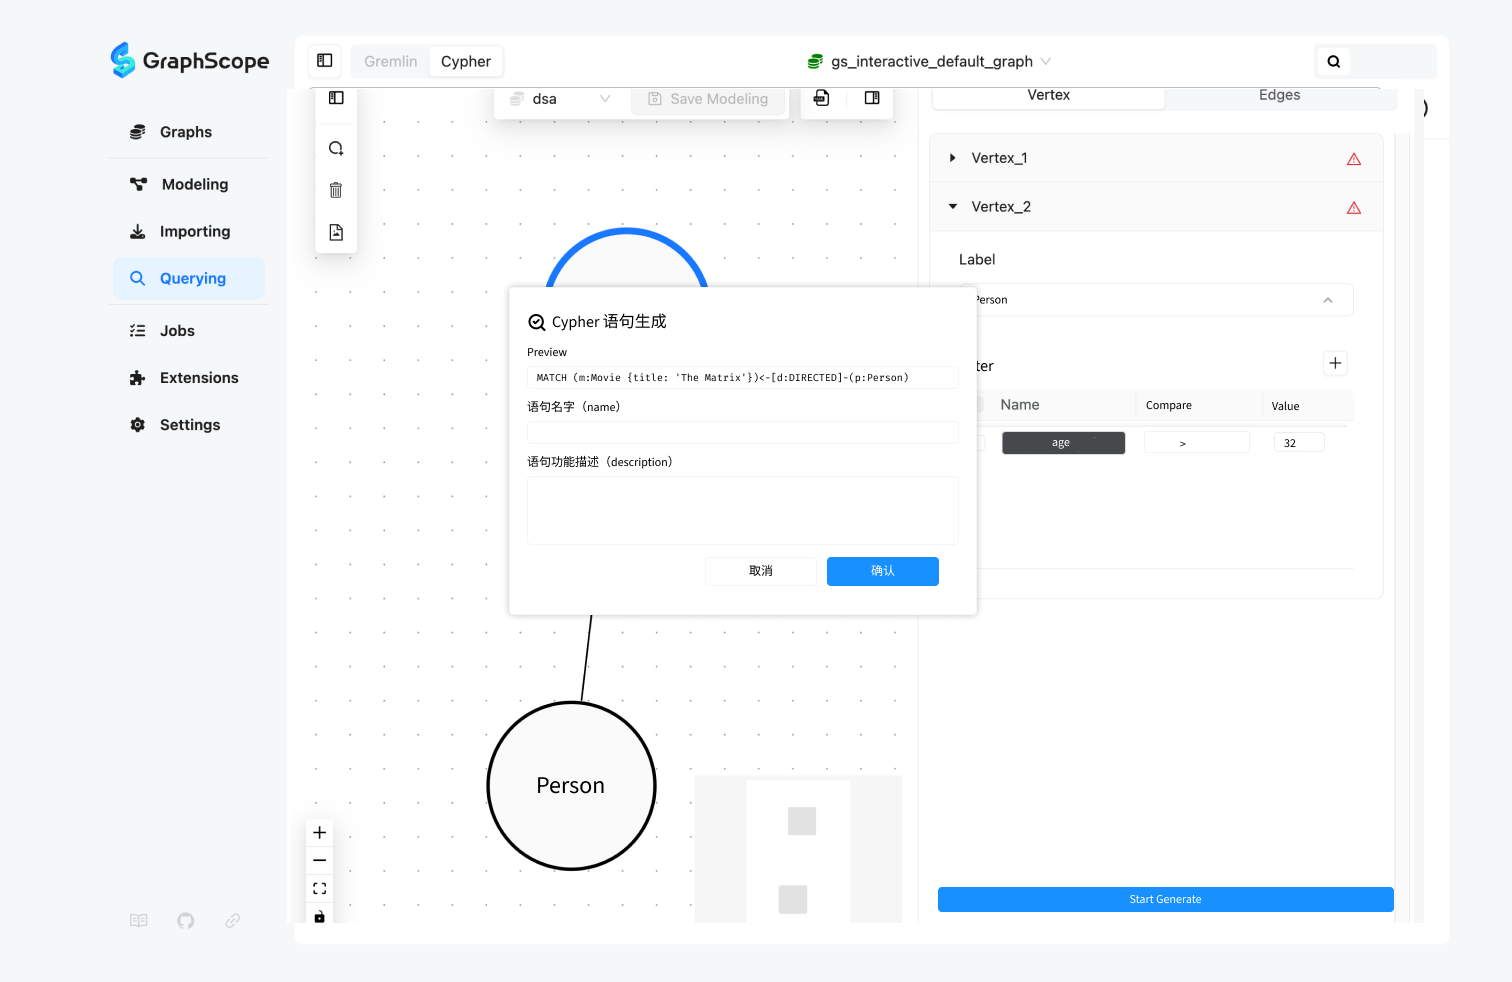 GraphScope
Gremlin
Cypher
gs_interactive_default_graph
dsa
Save Modeling
Vertex
Edges
Graphs
Modeling
Importing
Querying
Jobs
Extensions
Settings
Vertex_1
Vertex_2
Label
Person
ter
Name
Compare
Value
age
>
32
Cypher 语句生成
Preview
MATCH (m:Movie {title: 'The Matrix'})<-[d:DIRECTED]-(p:Person)
语句名字（name）
语句功能描述（description）
取消
确认
Person
Start Generate